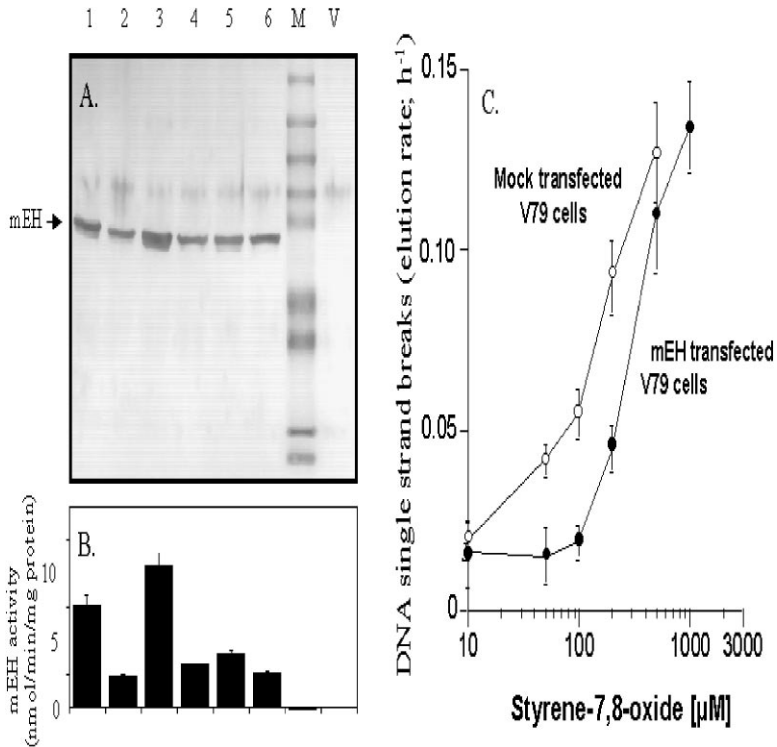 1 2 3 4 5 6 M V
A.
mEH
B.
mEH activity
(nmol/min/mg protein)
10
5
0
C.
DNA single strand breaks (elution rate; h⁻¹)
0.15
0.10
0.05
0
Mock transfected
V79 cells
mEH transfected
V79 cells
10 100 1000 3000
Styrene-7,8-oxide [µM]